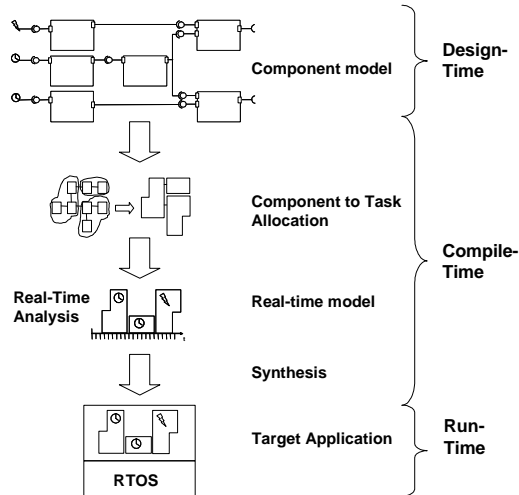 Component model
Design-
Time
Component to Task
Allocation
Compile-
Time
Real-Time
Analysis
Real-time model
t
Synthesis
Target Application
Run-
Time
RTOS